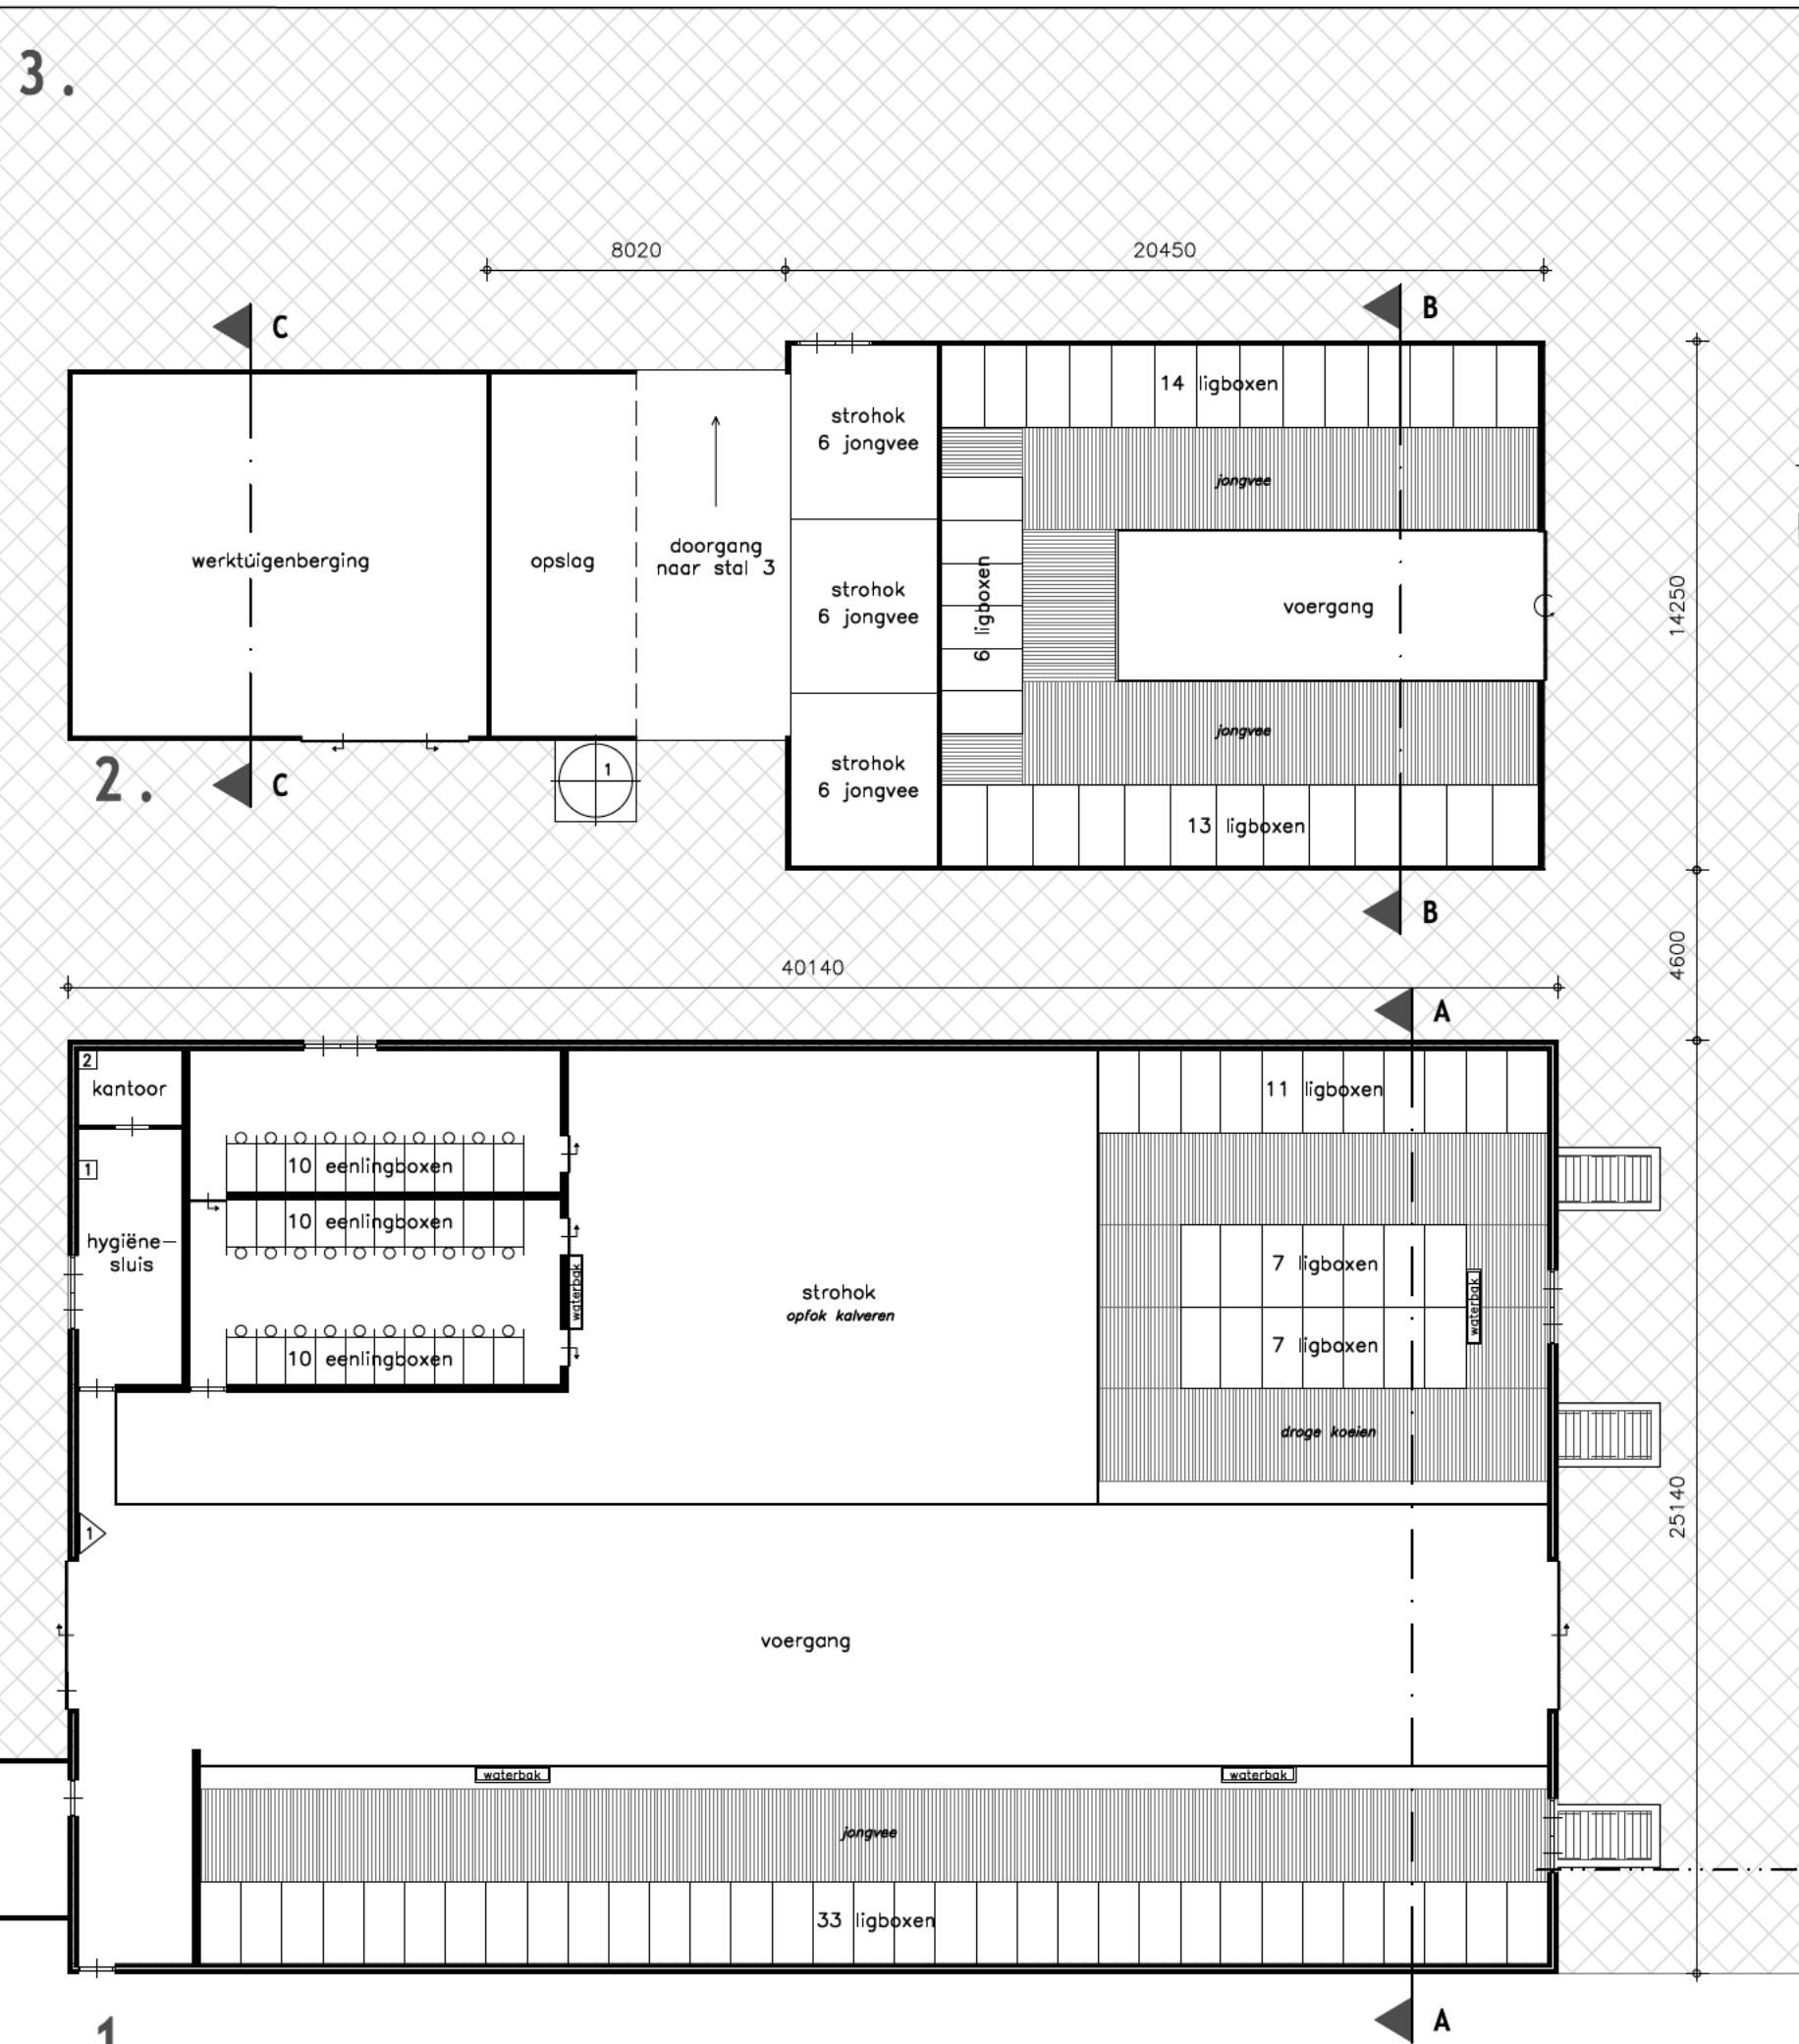 3.
8020
20450
C
B
14 ligboxen
strohok
6 jongvee
jongvee
werktuigenberging
opslag
doorgang
naar stal 3
strohok
6 jongvee
6 ligboxen
voergang
14250
jongvee
strohok
6 jongvee
1
13 ligboxen
2.
C
B
4600
40140
A
2
kantoor
11 ligboxen
10 eenlingboxen
1
10 eenlingboxen
hygiëne-
sluis
waterbak
strohok
opfok kalveren
7 ligboxen
waterbak
7 ligboxen
10 eenlingboxen
droge koeien
25140
1
voergang
waterbak
waterbak
jongvee
33 ligboxen
1
A